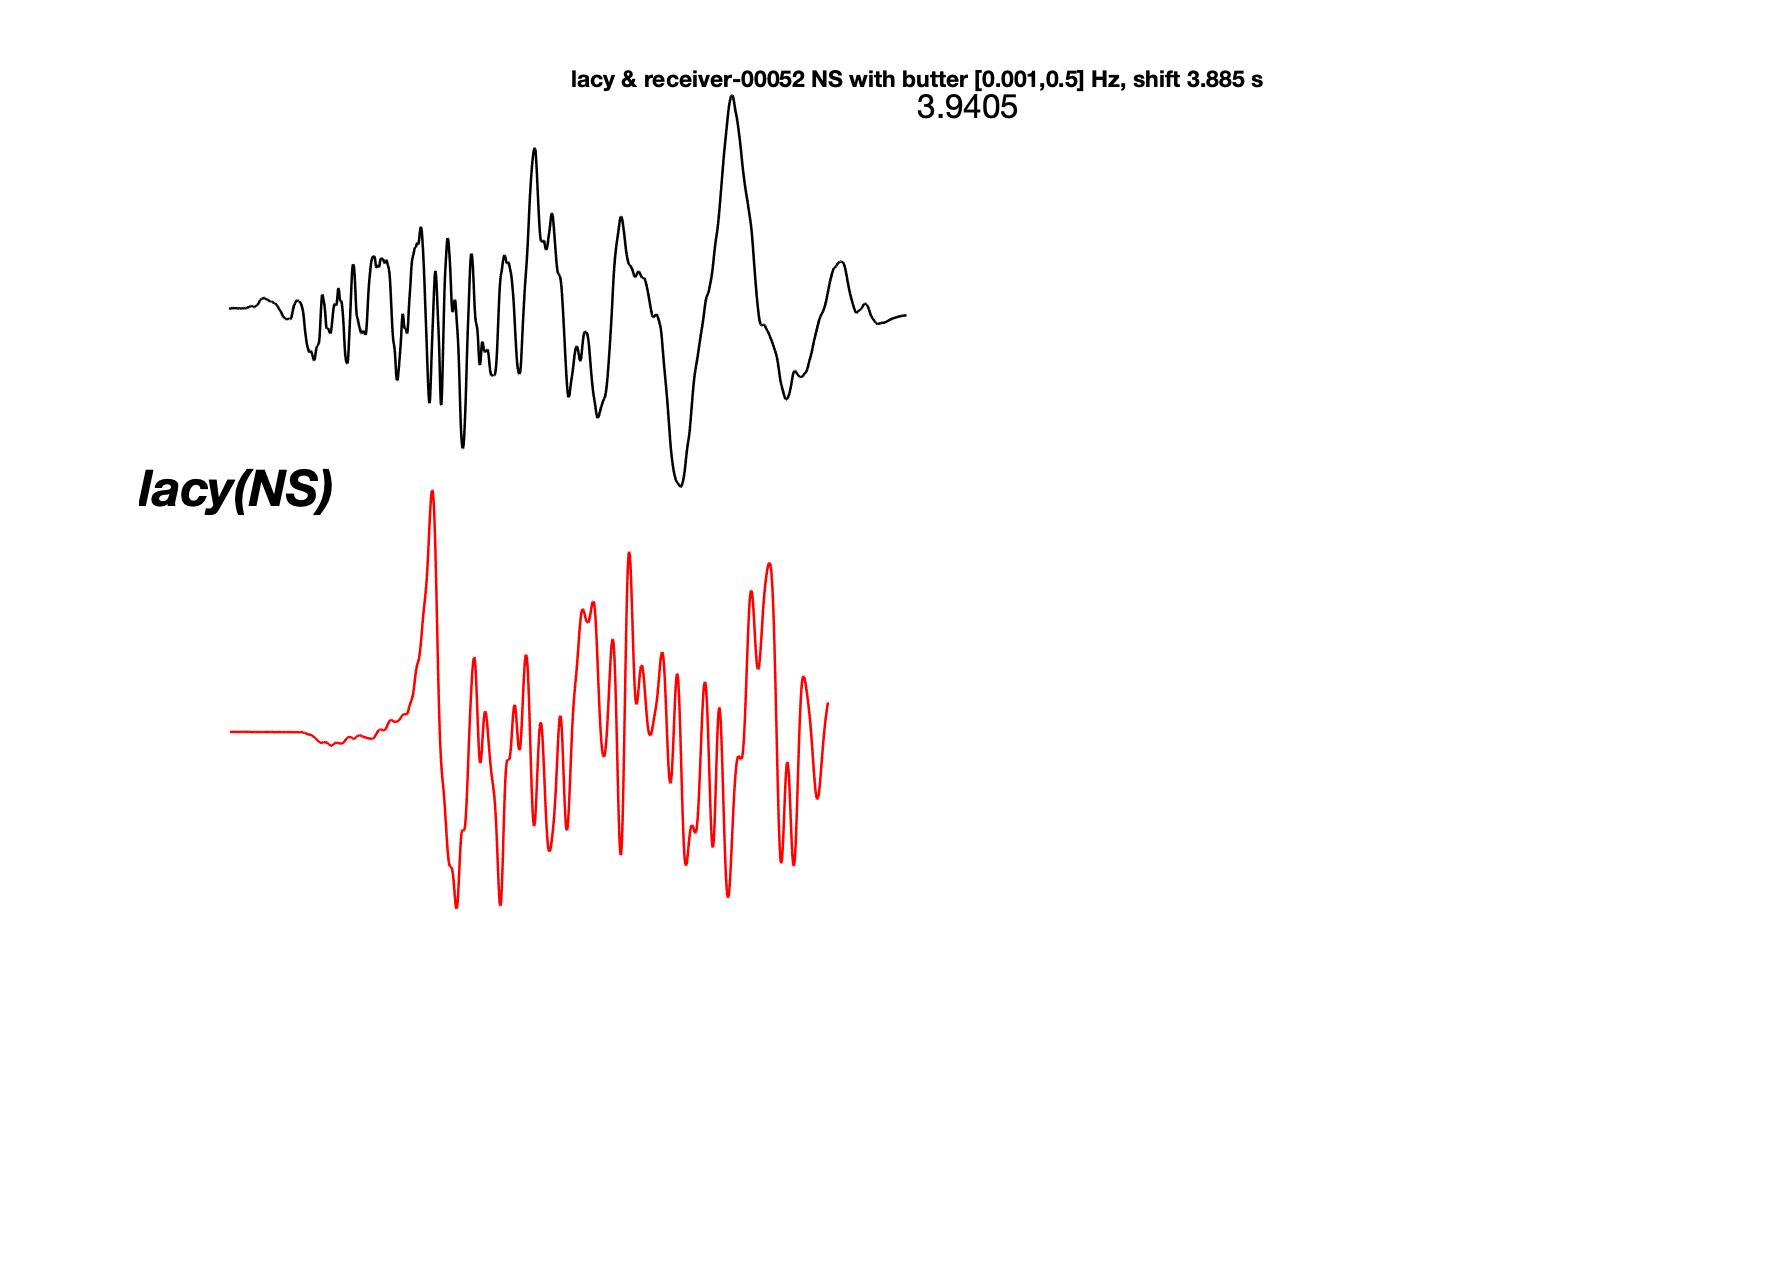 lacy & receiver-00052 NS with butter [0.001,0.5] Hz, shift 3.885 s
3.9405
lacy(NS)